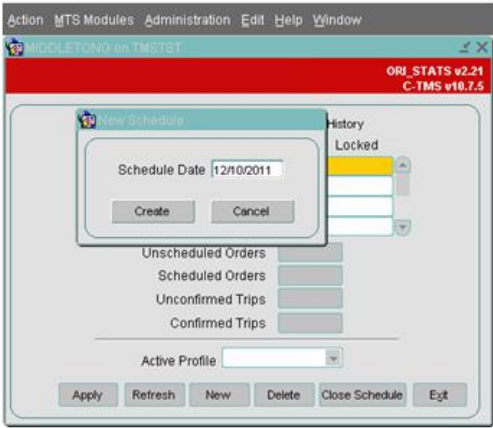 Action MTS Modules Administration Edit Help Window
MIDDLETONO on TMSTBT
ORI_STATS v2.21
C-TMS v10.7.5
New Schedule
History
Locked
Schedule Date 12/10/2011
Create Cancel
Unscheduled Orders
Scheduled Orders
Unconfirmed Trips
Confirmed Trips
Active Profile
Apply Refresh New Delete Close Schedule Exit